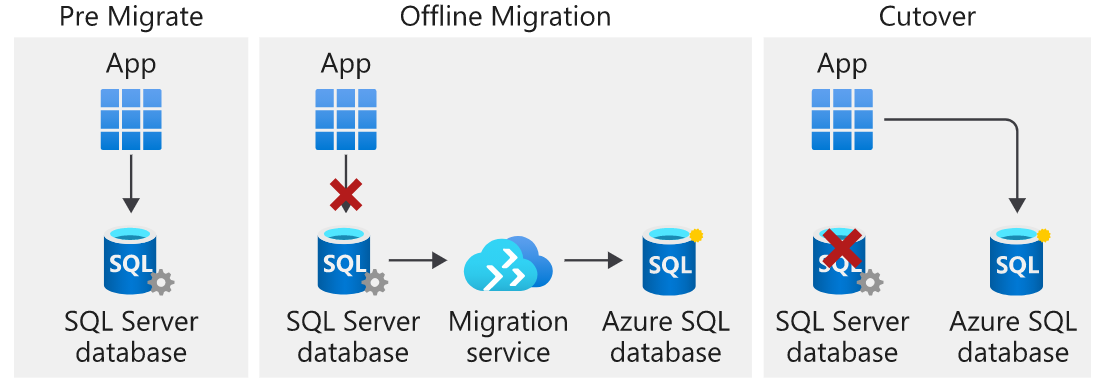 Pre Migrate
App
SQL
SQL Server
database
Offline Migration
App
SQL
SQL Server
database
Migration
service
SQL
Azure SQL
database
Cutover
App
SQL
SQL Server
database
SQL
Azure SQL
database